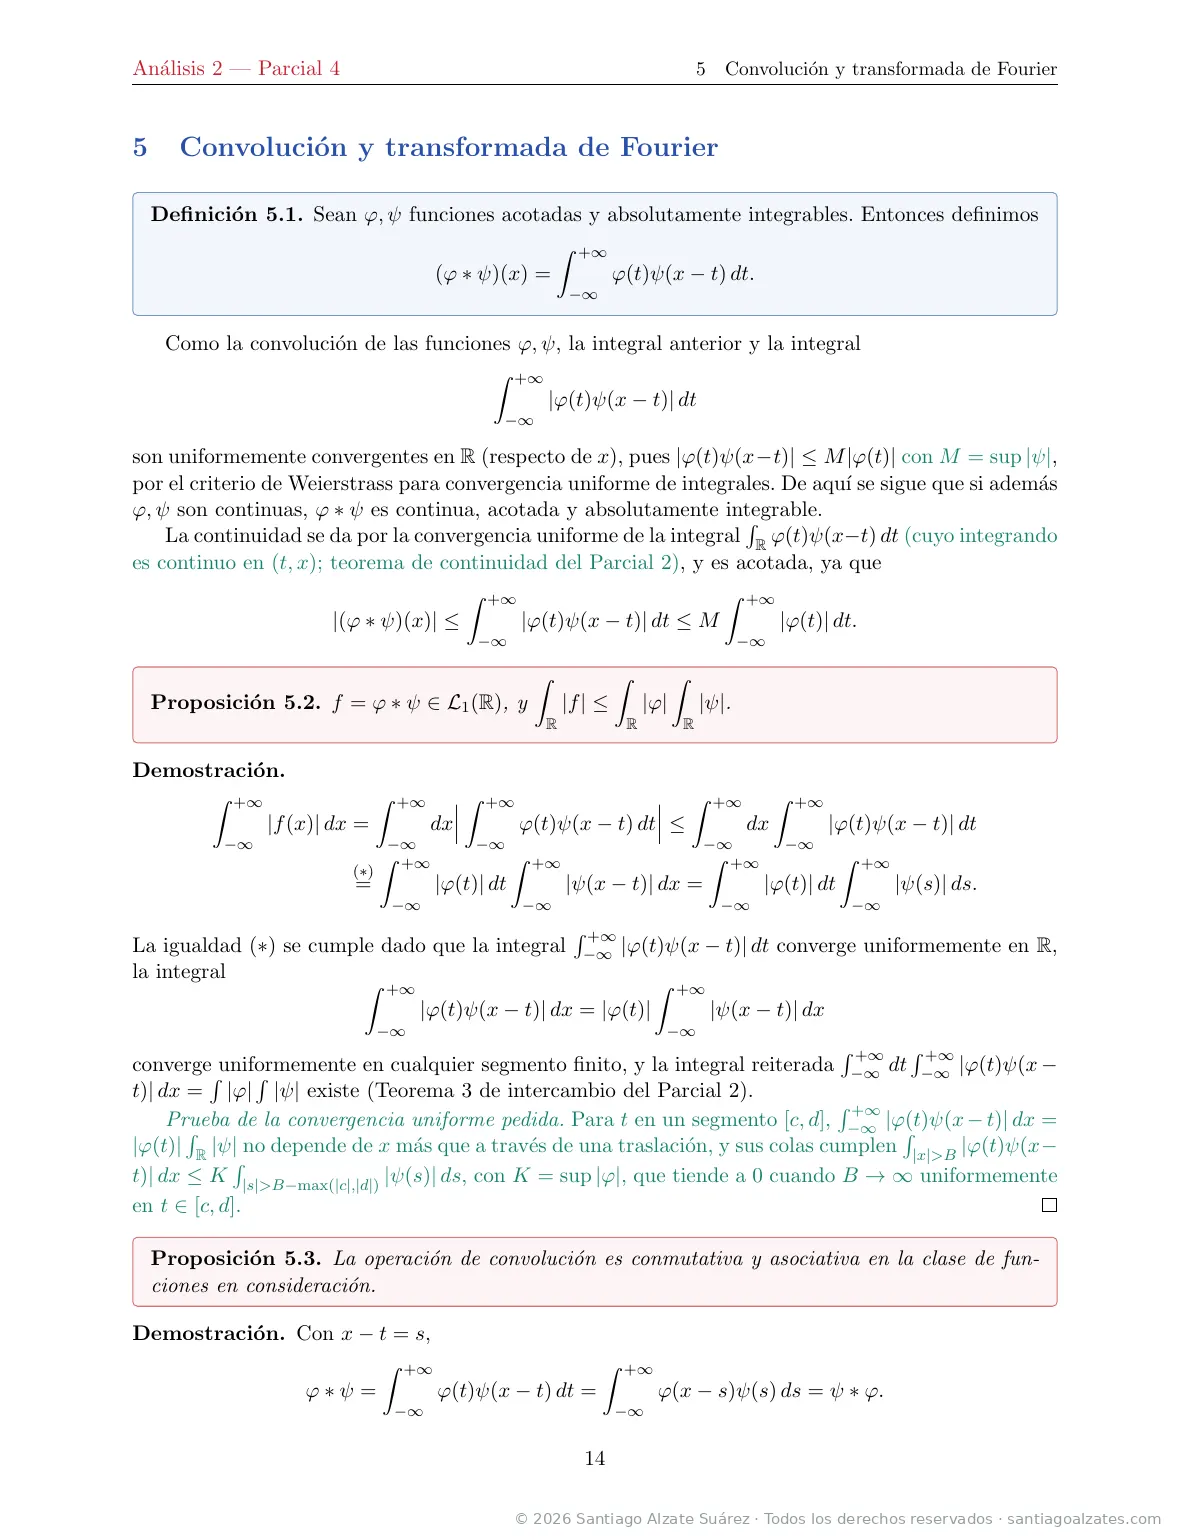 Análisis 2 — Parcial 4 5 Convolución y transformada de Fourier
5 Convolución y transformada de Fourier
Definición 5.1. Sean φ, ψ funciones acotadas y absolutamente integrables. Entonces definimos
(φ ∗ ψ)(x) = ∫_{−∞}^{+∞} φ(t)ψ(x − t) dt.
Como la convolución de las funciones φ, ψ, la integral anterior y la integral
∫_{−∞}^{+∞} |φ(t)ψ(x − t)| dt
son uniformemente convergentes en ℝ (respecto de x), pues |φ(t)ψ(x−t)| ≤ M|φ(t)| con M = sup |ψ|,
por el criterio de Weierstrass para convergencia uniforme de integrales. De aquí se sigue que si además
φ, ψ son continuas, φ ∗ ψ es continua, acotada y absolutamente integrable.
La continuidad se da por la convergencia uniforme de la integral ∫_ℝ φ(t)ψ(x−t) dt (cuyo integrando
es continuo en (t, x); teorema de continuidad del Parcial 2), y es acotada, ya que
|(φ ∗ ψ)(x)| ≤ ∫_{−∞}^{+∞} |φ(t)ψ(x − t)| dt ≤ M ∫_{−∞}^{+∞} |φ(t)| dt.
Proposición 5.2. f = φ ∗ ψ ∈ ℒ₁(ℝ), y ∫_ℝ |f| ≤ ∫_ℝ |φ| ∫_ℝ |ψ|.
Demostración.
∫_{−∞}^{+∞} |f(x)| dx = ∫_{−∞}^{+∞} dx| ∫_{−∞}^{+∞} φ(t)ψ(x − t) dt| ≤ ∫_{−∞}^{+∞} dx ∫_{−∞}^{+∞} |φ(t)ψ(x − t)| dt
(∗)= ∫_{−∞}^{+∞} |φ(t)| dt ∫_{−∞}^{+∞} |ψ(x − t)| dx = ∫_{−∞}^{+∞} |φ(t)| dt ∫_{−∞}^{+∞} |ψ(s)| ds.
La igualdad (∗) se cumple dado que la integral ∫_{−∞}^{+∞} |φ(t)ψ(x − t)| dt converge uniformemente en ℝ,
la integral
∫_{−∞}^{+∞} |φ(t)ψ(x − t)| dx = |φ(t)| ∫_{−∞}^{+∞} |ψ(x − t)| dx
converge uniformemente en cualquier segmento finito, y la integral reiterada ∫_{−∞}^{+∞} dt ∫_{−∞}^{+∞} |φ(t)ψ(x −
t)| dx = ∫ |φ| ∫ |ψ| existe (Teorema 3 de intercambio del Parcial 2).
Prueba de la convergencia uniforme pedida. Para t en un segmento [c, d], ∫_{−∞}^{+∞} |φ(t)ψ(x − t)| dx =
|φ(t)| ∫_ℝ |ψ| no depende de x más que a través de una traslación, y sus colas cumplen ∫_{|x|>B} |φ(t)ψ(x−
t)| dx ≤ K ∫_{|s|>B−max(|c|,|d|)} |ψ(s)| ds, con K = sup |φ|, que tiende a 0 cuando B → ∞ uniformemente
en t ∈ [c, d]. □
Proposición 5.3. La operación de convolución es conmutativa y asociativa en la clase de fun-
ciones en consideración.
Demostración. Con x − t = s,
φ ∗ ψ = ∫_{−∞}^{+∞} φ(t)ψ(x − t) dt = ∫_{−∞}^{+∞} φ(x − s)ψ(s) ds = ψ ∗ φ.
14
© 2026 Santiago Alzate Suárez · Todos los derechos reservados · santiagoalzates.com